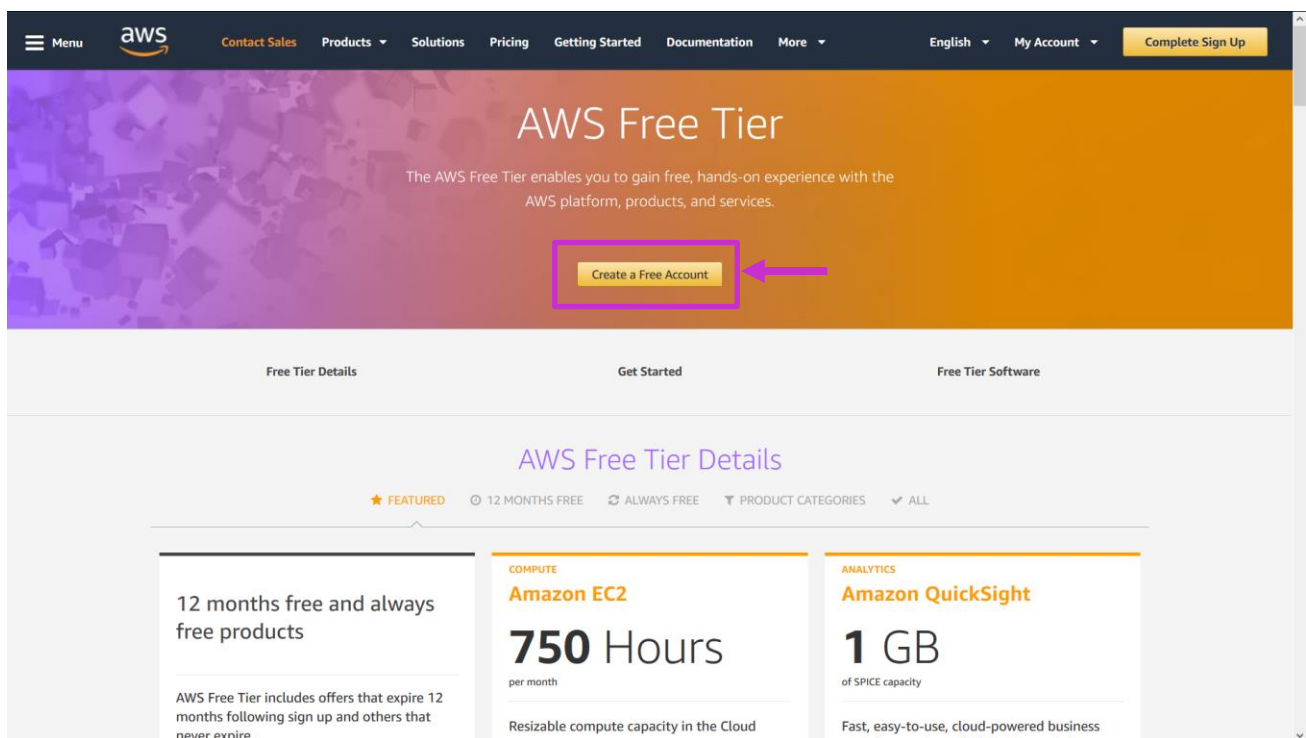 Menu
aws
Contact Sales
Products
Solutions
Pricing
Getting Started
Documentation
More
English
My Account
Complete Sign Up
AWS Free Tier
The AWS Free Tier enables you to gain free, hands-on experience with the
AWS platform, products, and services.
Create a Free Account
Free Tier Details
Get Started
Free Tier Software
AWS Free Tier Details
FEATURED
12 MONTHS FREE
ALWAYS FREE
PRODUCT CATEGORIES
ALL
12 months free and always
free products
AWS Free Tier includes offers that expire 12
months following sign up and others that
never expire
COMPUTE
Amazon EC2
750 Hours
per month
Resizable compute capacity in the Cloud
ANALYTICS
Amazon QuickSight
1 GB
of SPICE capacity
Fast, easy-to-use, cloud-powered business